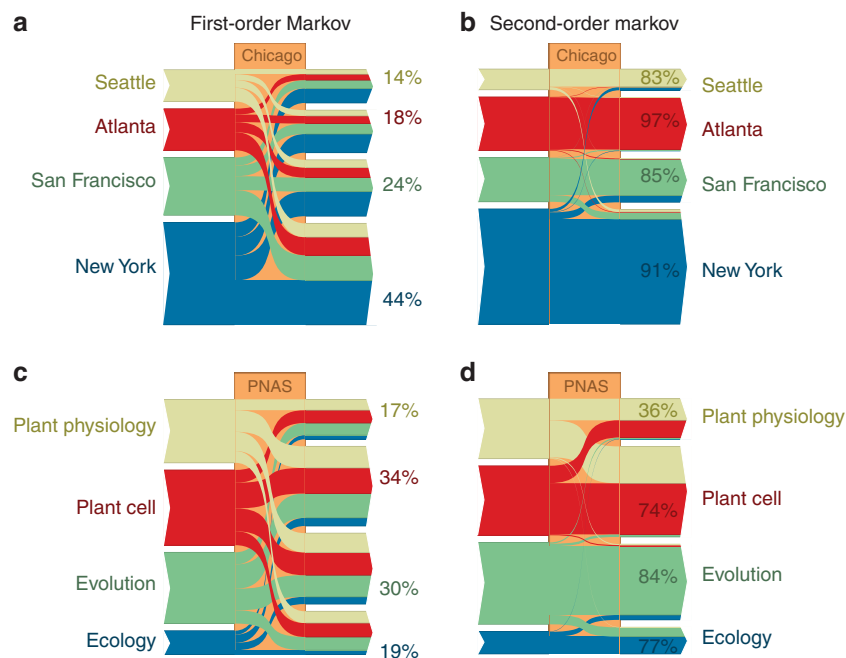 a
First-order Markov
Chicago
Seattle
14%
Atlanta
18%
San Francisco
24%
New York
44%
b
Second-order markov
Chicago
83%
Seattle
97%
Atlanta
85%
San Francisco
91%
New York
c
PNAS
Plant physiology
17%
Plant cell
34%
Evolution
30%
Ecology
19%
d
PNAS
36%
Plant physiology
74%
Plant cell
84%
Evolution
77%
Ecology